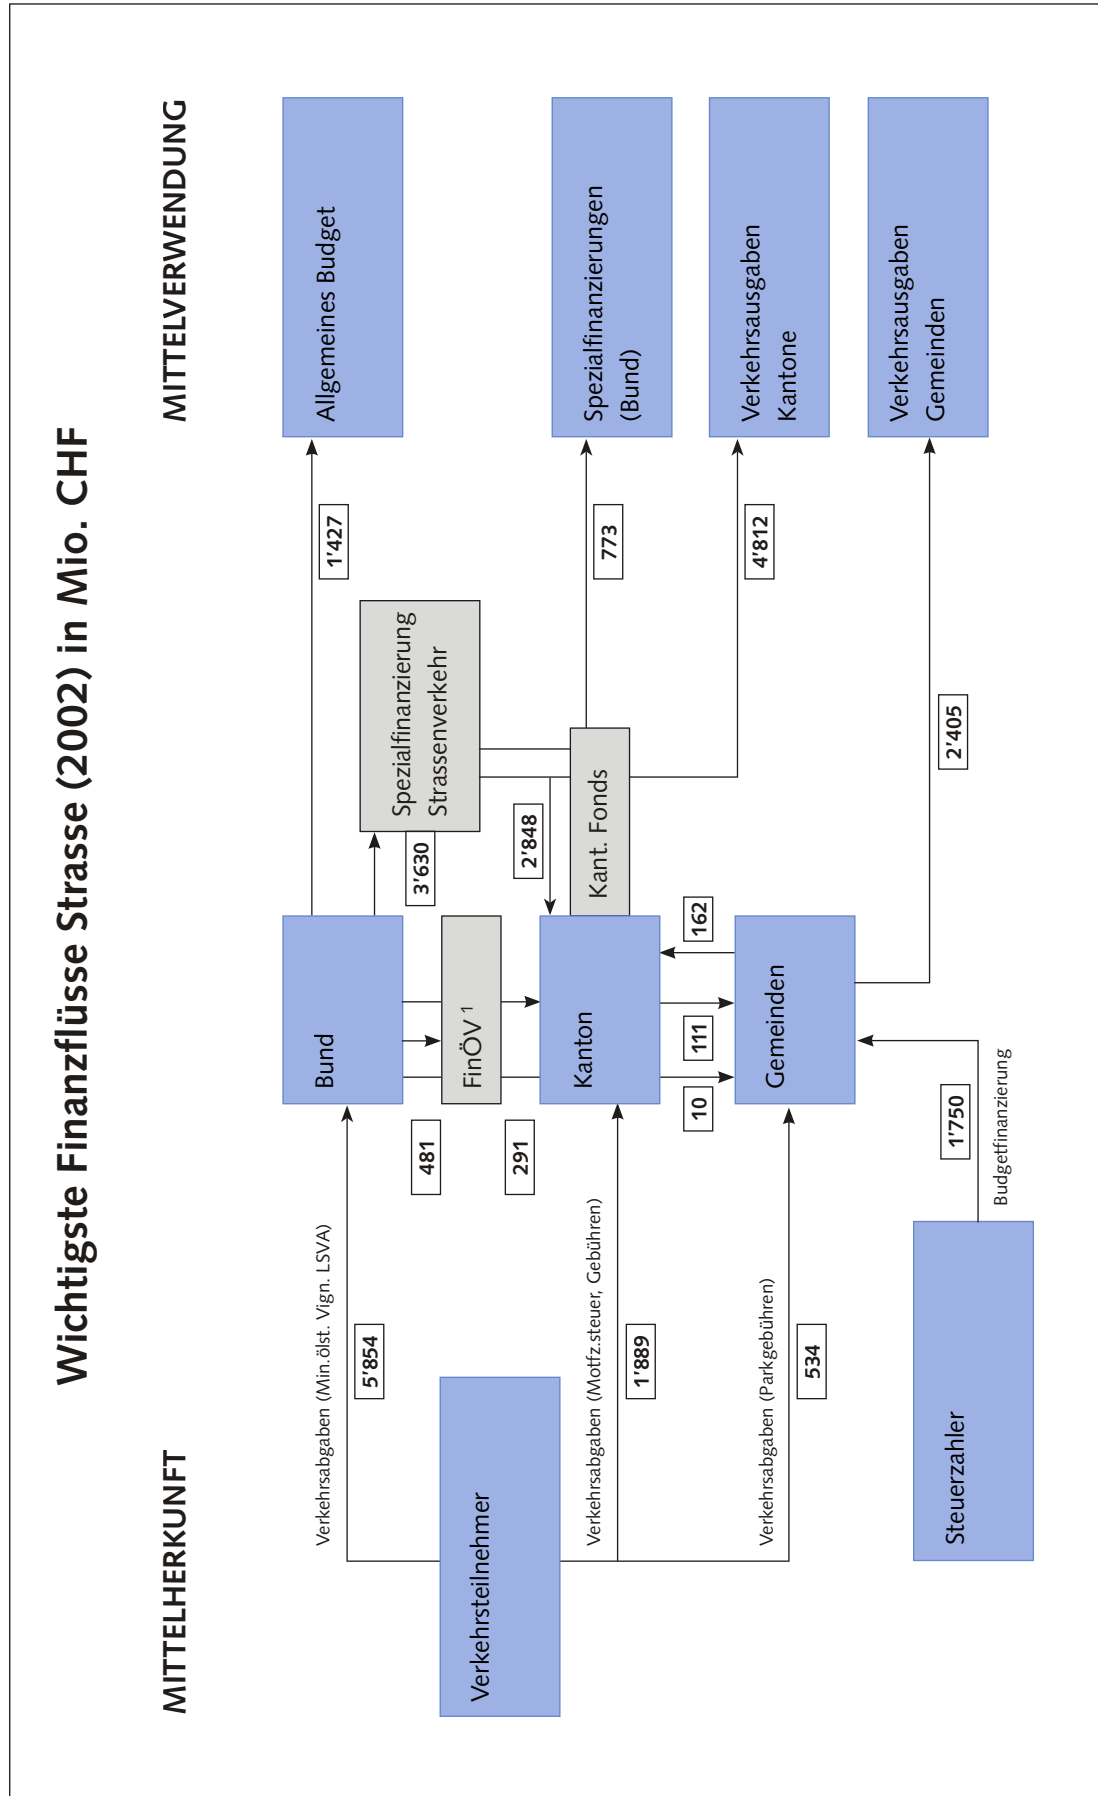 Wichtigste Finanzflüsse Strasse (2002) in Mio. CHF
MITTELHERKUNFT
MITTELVERWENDUNG
Verkehrsteilnehmer
Steuerzahler
Verkehrsabgaben (Min.ölst. Vign. LSVA)
5’854
Verkehrsabgaben (Motfz.steuer, Gebühren)
1’889
Verkehrsabgaben (Parkgebühren)
534
1’750
Budgetfinanzierung
Bund
481
FinÖV 1
291
Kanton
10
111
162
Gemeinden
3’630
Spezialfinanzierung
Strassenverkehr
2’848
Kant. Fonds
1’427
773
4’812
2’405
Allgemeines Budget
Spezialfinanzierungen
(Bund)
Verkehrsausgaben
Kantone
Verkehrsausgaben
Gemeinden